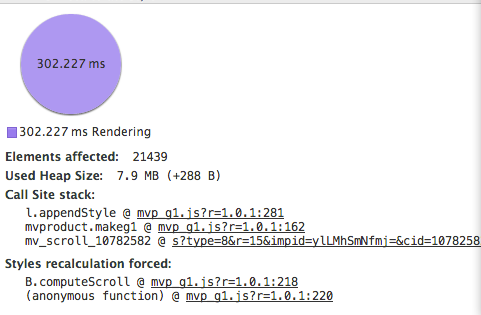 302.227 ms
302.227 ms Rendering
Elements affected: 21439
Used Heap Size: 7.9 MB (+288 B)
Call Site stack:
l.appendStyle @ mvp_g1.js?r=1.0.1:281
mvproduct.makeg1 @ mvp_g1.js?r=1.0.1:162
mv_scroll_10782582 @ s?type=8&r=15&impid=ylLMhSmNfmj=&cid=1078258
Styles recalculation forced:
B.computeScroll @ mvp_g1.js?r=1.0.1:218
(anonymous function) @ mvp_g1.js?r=1.0.1:220